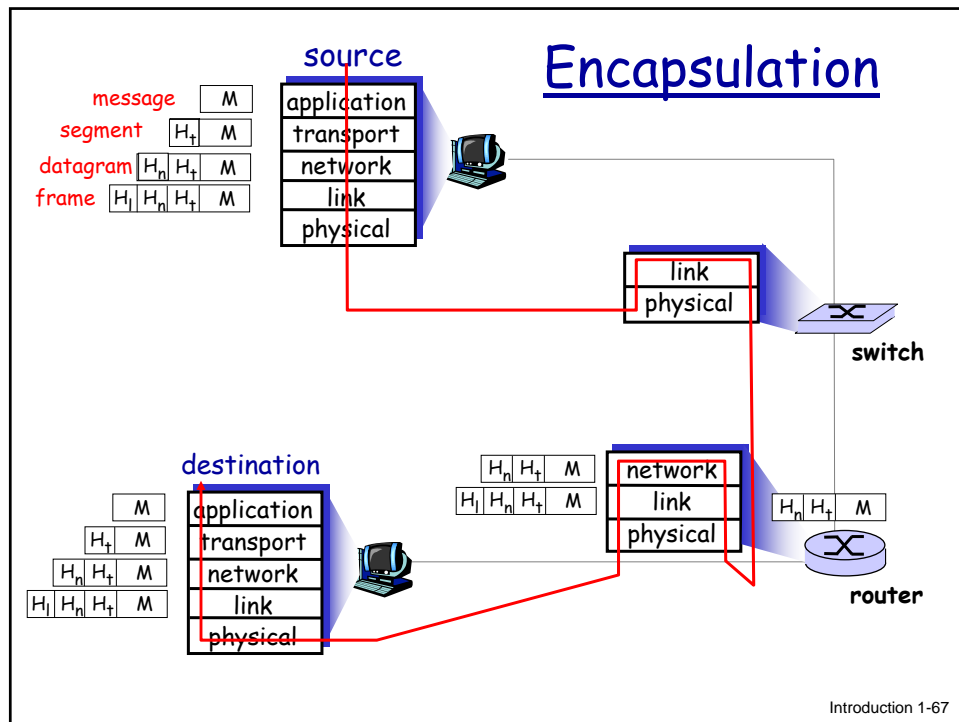 Encapsulation
source
message M
application
segment Hₜ M
transport
datagram Hₙ Hₜ M
network
frame Hₗ Hₙ Hₜ M
link
physical
link
physical
switch
destination
Hₙ Hₜ M
network
Hₗ Hₙ Hₜ M
link
physical
Hₙ Hₜ M
router
M
application
Hₜ M
transport
Hₙ Hₜ M
network
Hₗ Hₙ Hₜ M
link
physical
Introduction 1-67